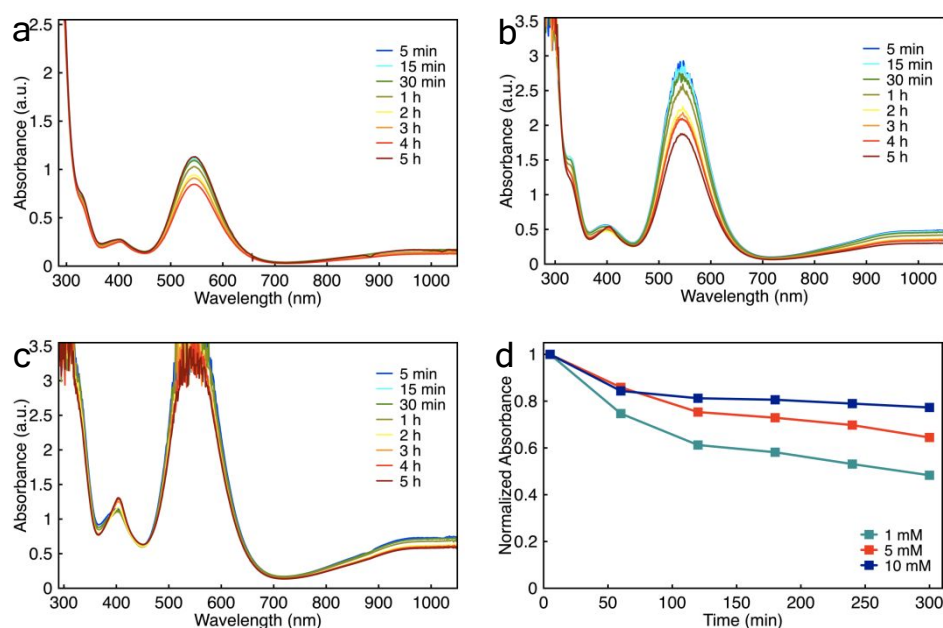 a
2.5
2
1.5
1
0.5
0
300 400 500 600 700 800 900 1000
Absorbance (a.u.)
Wavelength (nm)
5 min
15 min
30 min
1 h
2 h
3 h
4 h
5 h
b
3.5
3
2.5
2
1.5
1
0.5
0
300 400 500 600 700 800 900 1000
Absorbance (a.u.)
Wavelength (nm)
5 min
15 min
30 min
1 h
2 h
3 h
4 h
5 h
c
3.5
3
2.5
2
1.5
1
0.5
0
300 400 500 600 700 800 900 1000
Absorbance (a.u.)
Wavelength (nm)
5 min
15 min
30 min
1 h
2 h
3 h
4 h
5 h
d
1
0.8
0.6
0.4
0.2
0
0 50 100 150 200 250 300
Normalized Absorbance
Time (min)
1 mM
5 mM
10 mM